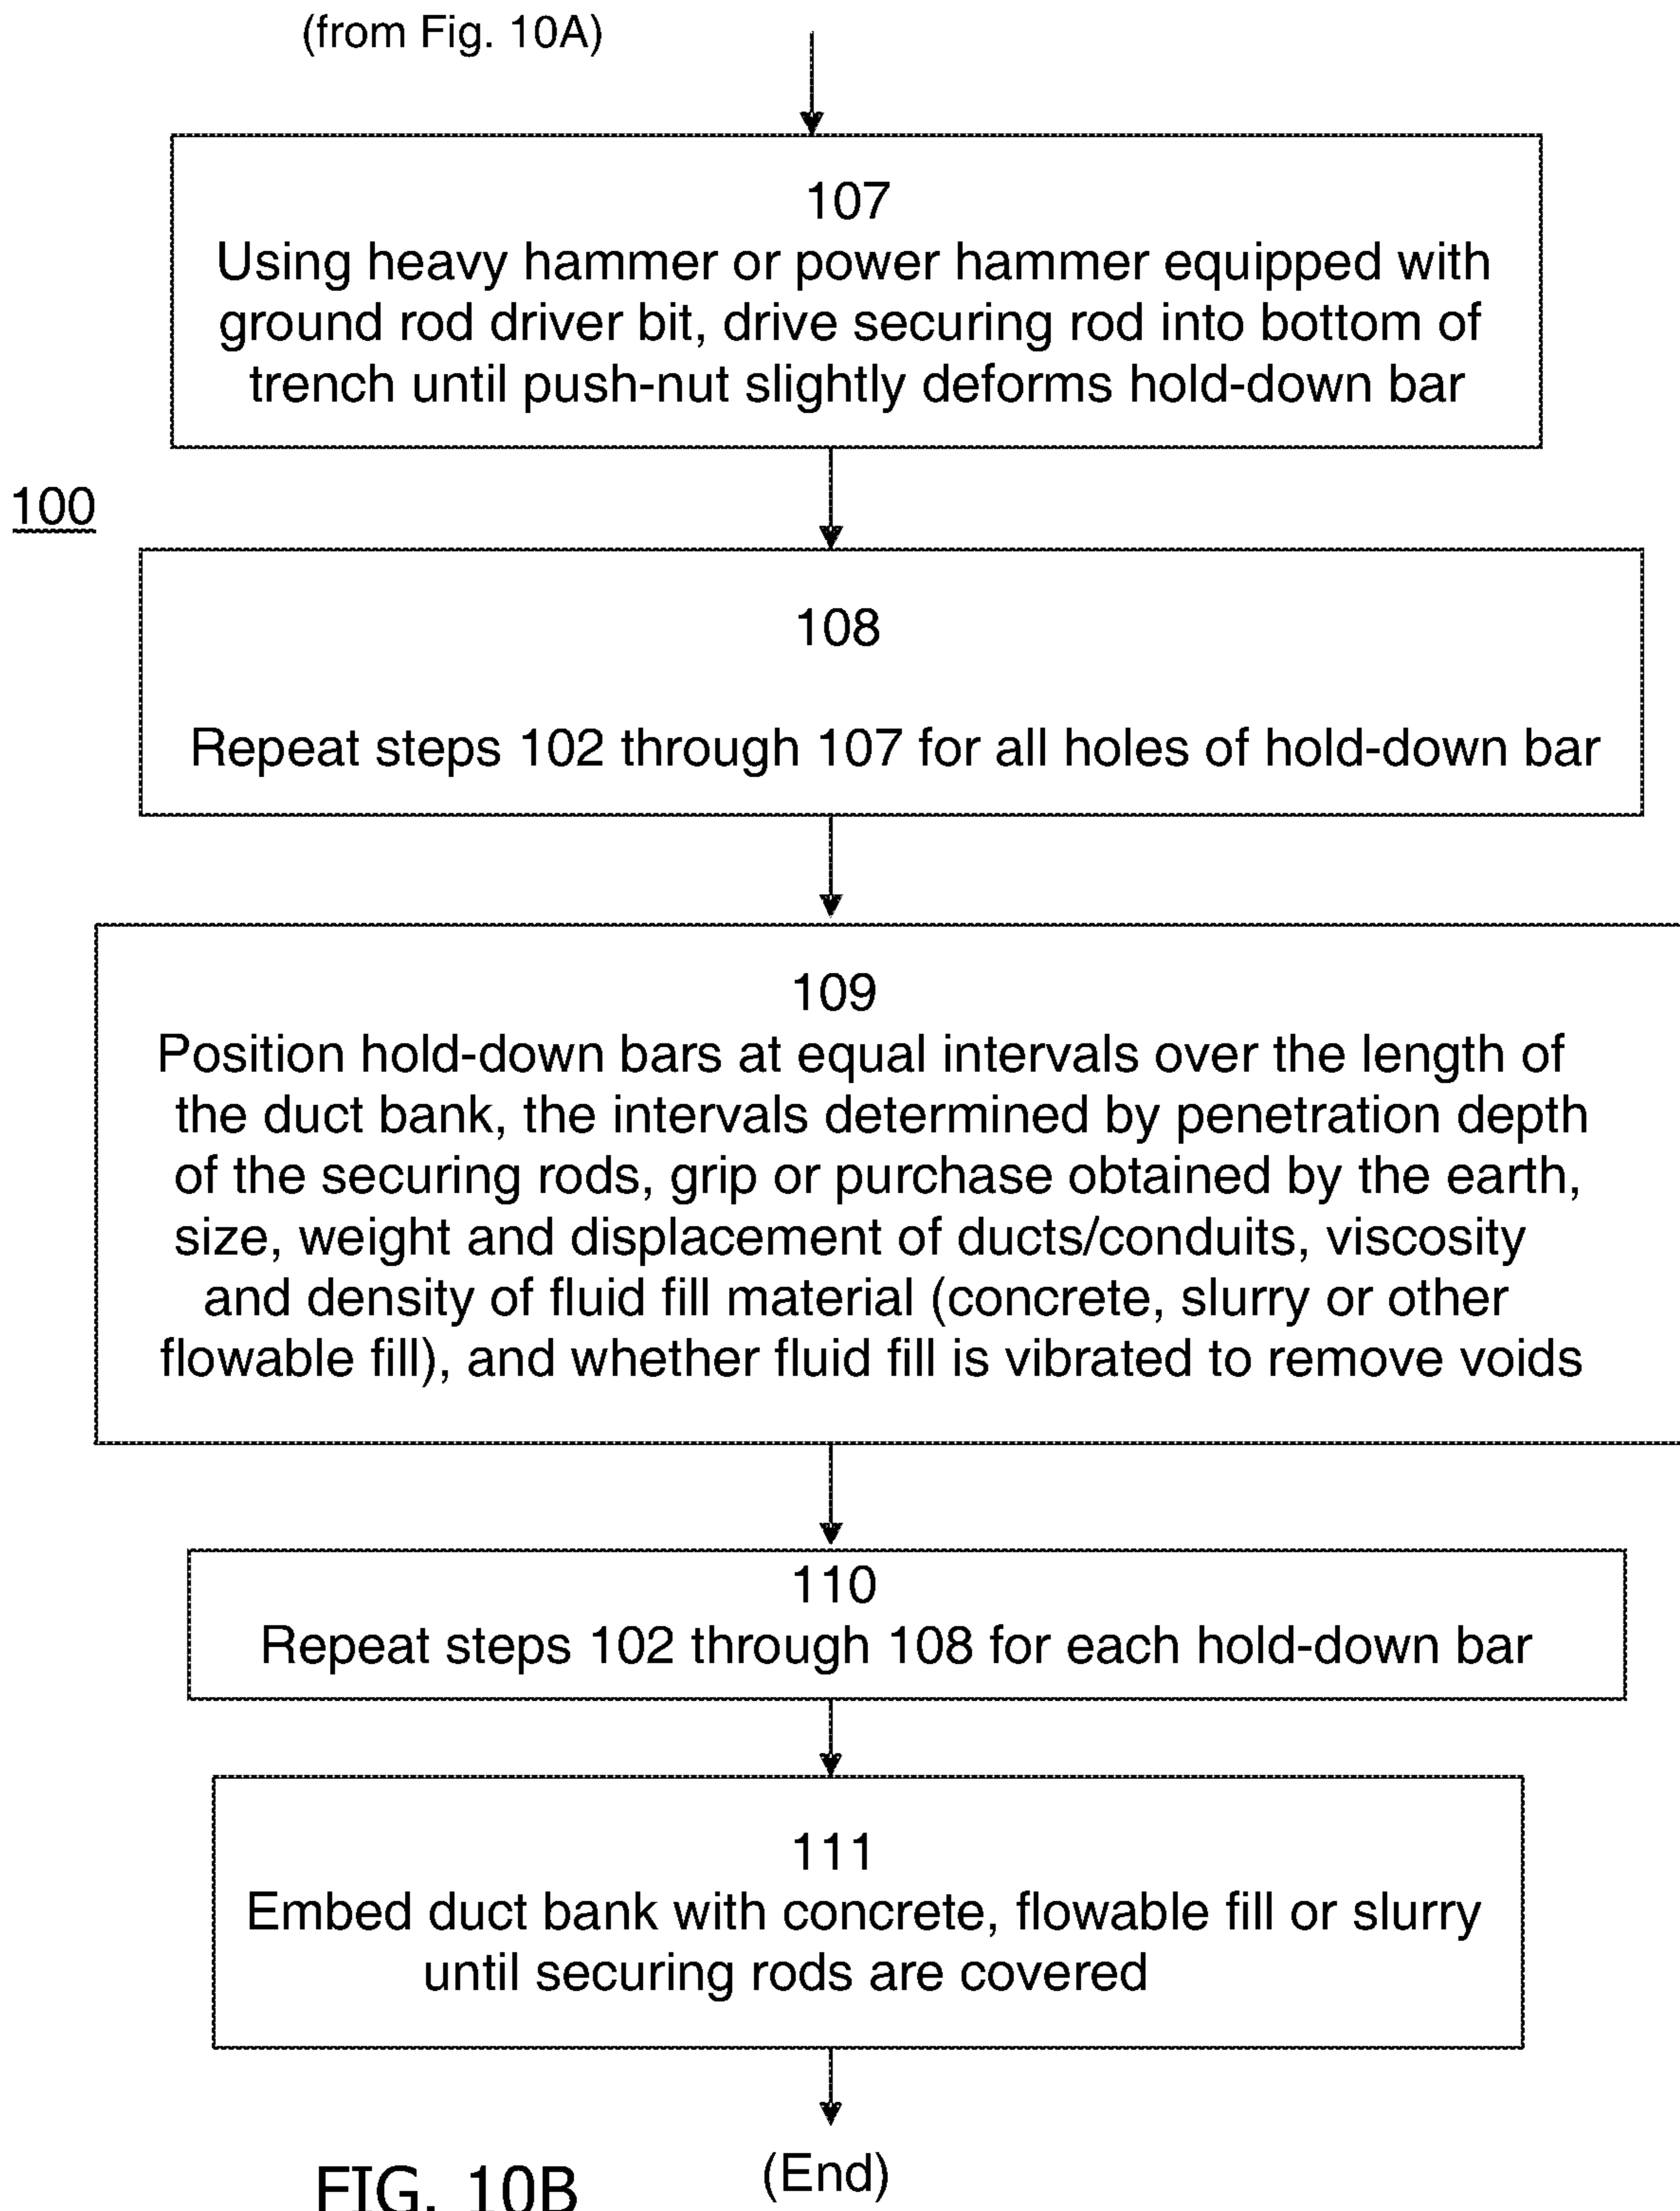 (from Fig. 10A)
107
Using heavy hammer or power hammer equipped with
ground rod driver bit, drive securing rod into bottom of
trench until push-nut slightly deforms hold-down bar
100
108
Repeat steps 102 through 107 for all holes of hold-down bar
109
Position hold-down bars at equal intervals over the length of
the duct bank, the intervals determined by penetration depth
of the securing rods, grip or purchase obtained by the earth,
size, weight and displacement of ducts/conduits, viscosity
and density of fluid fill material (concrete, slurry or other
flowable fill), and whether fluid fill is vibrated to remove voids
110
Repeat steps 102 through 108 for each hold-down bar
111
Embed duct bank with concrete, flowable fill or slurry
until securing rods are covered
(End)
FIG. 10B